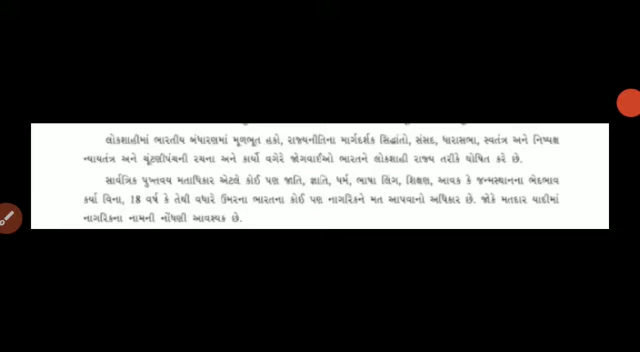 લોકશાહીમાં ભારતીય બંધારણમાં મૂળભૂત હકો, રાજ્યનીતિના માર્ગદર્શક સિદ્ધાંતો, સંસદ, ધારાસભા, સ્વતંત્ર અને નિષ્પક્ષ
ન્યાયતંત્ર અને ચૂંટણીપંચની રચના અને કાર્યો વગેરે જોગવાઈઓ ભારતને લોકશાહી રાજ્ય તરીકે ઘોષિત કરે છે.
સાર્વત્રિક પુખ્તવય મતાધિકાર એટલે કોઈ પણ જાતિ, જ્ઞાતિ, ધર્મ, ભાષા લિંગ, શિક્ષણ, આવક કે જન્મસ્થાનના ભેદભાવ
કર્યા વિના, 18 વર્ષ કે તેથી વધારે ઉંમરના ભારતના કોઈ પણ નાગરિકને મત આપવાનો અધિકાર છે. જોકે મતદાર યાદીમાં
નાગરિકના નામની નોંધણી આવશ્યક છે.